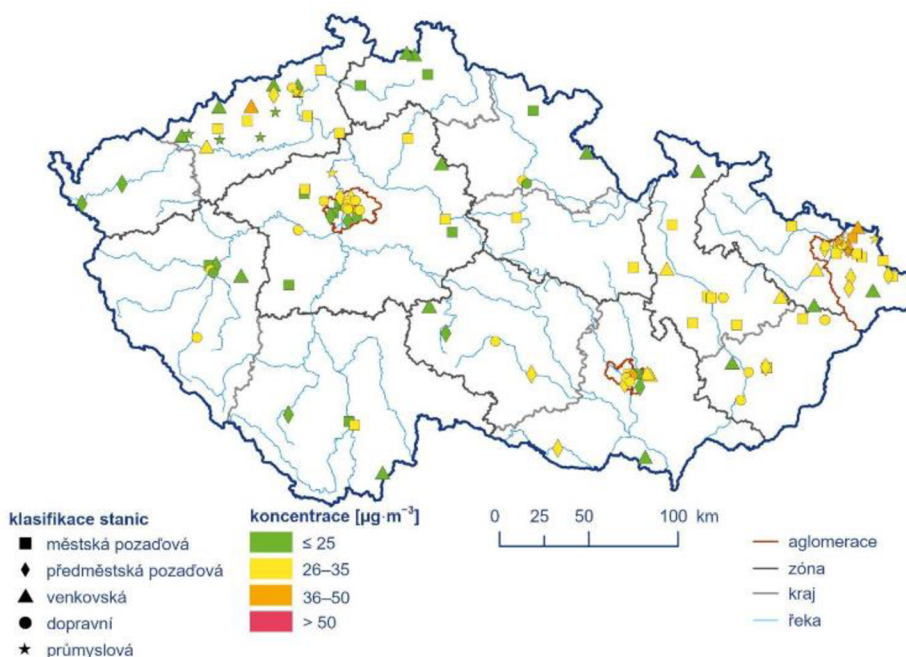 klasifikace stanic
městská pozaďová
předměstská pozaďová
venkovská
dopravní
průmyslová
koncentrace [µg·m⁻³]
≤ 25
26–35
36–50
> 50
0 25 50 100 km
aglomerace
zóna
kraj
řeka